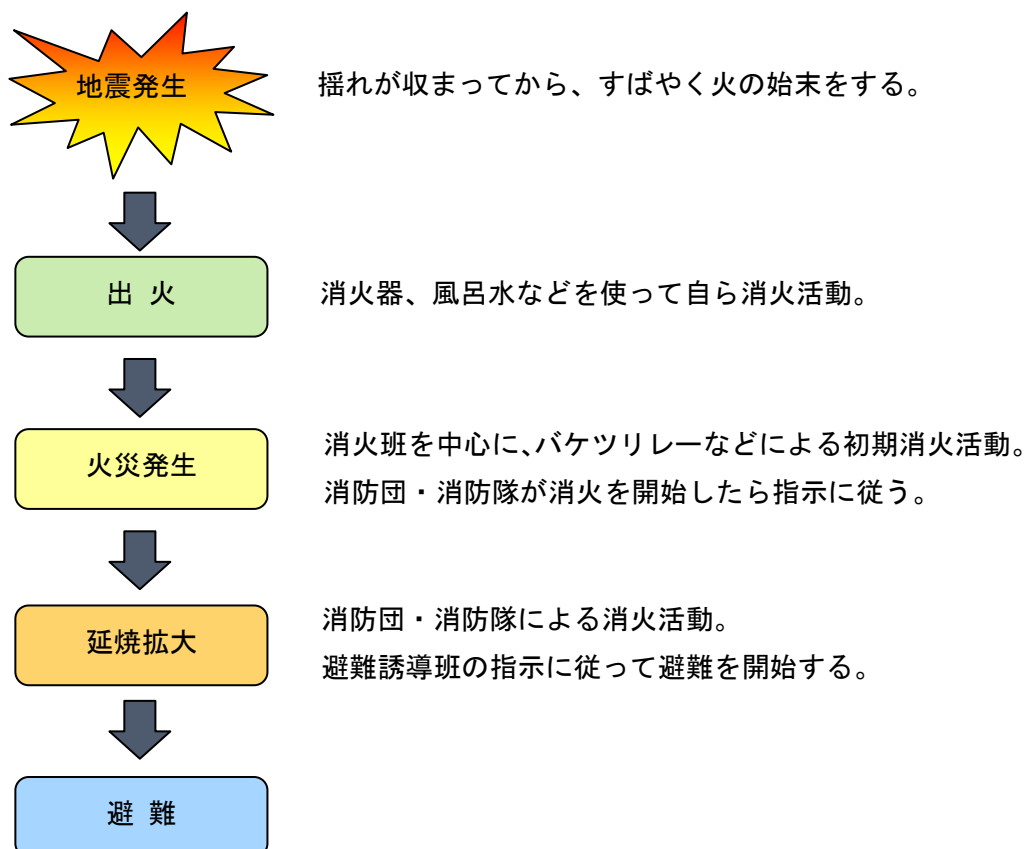 地震発生
揺れが収まってから、すばやく火の始末をする。
出 火
消火器、風呂水などを使って自ら消火活動。
火災発生
消火班を中心に、バケツリレーなどによる初期消火活動。
消防団・消防隊が消火を開始したら指示に従う。
延焼拡大
消防団・消防隊による消火活動。
避難誘導班の指示に従って避難を開始する。
避 難